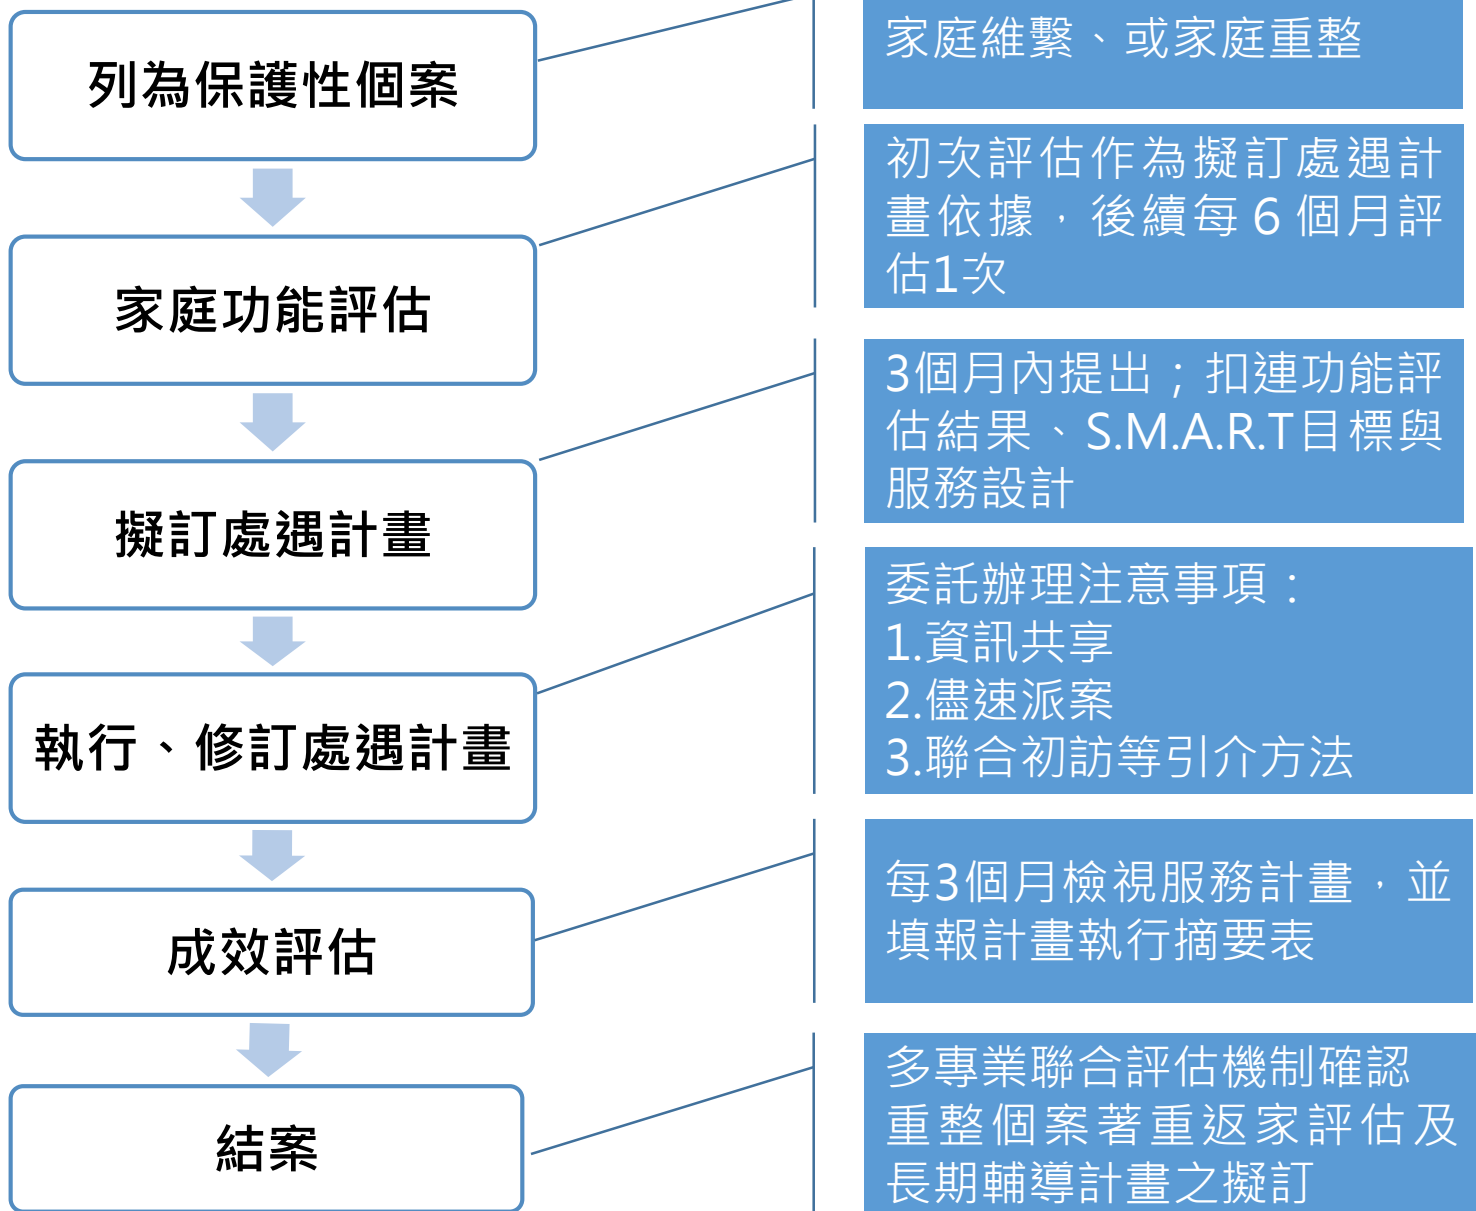 列為保護性個案
家庭維繫、或家庭重整
家庭功能評估
初次評估作為擬訂處遇計
畫依據，後續每6個月評
估1次
擬訂處遇計畫
3個月內提出；扣連功能評
估結果、S.M.A.R.T目標與
服務設計
執行、修訂處遇計畫
委託辦理注意事項：
1.資訊共享
2.儘速派案
3.聯合初訪等引介方法
成效評估
每3個月檢視服務計畫，並
填報計畫執行摘要表
結案
多專業聯合評估機制確認
重整個案著重返家評估及
長期輔導計畫之擬訂